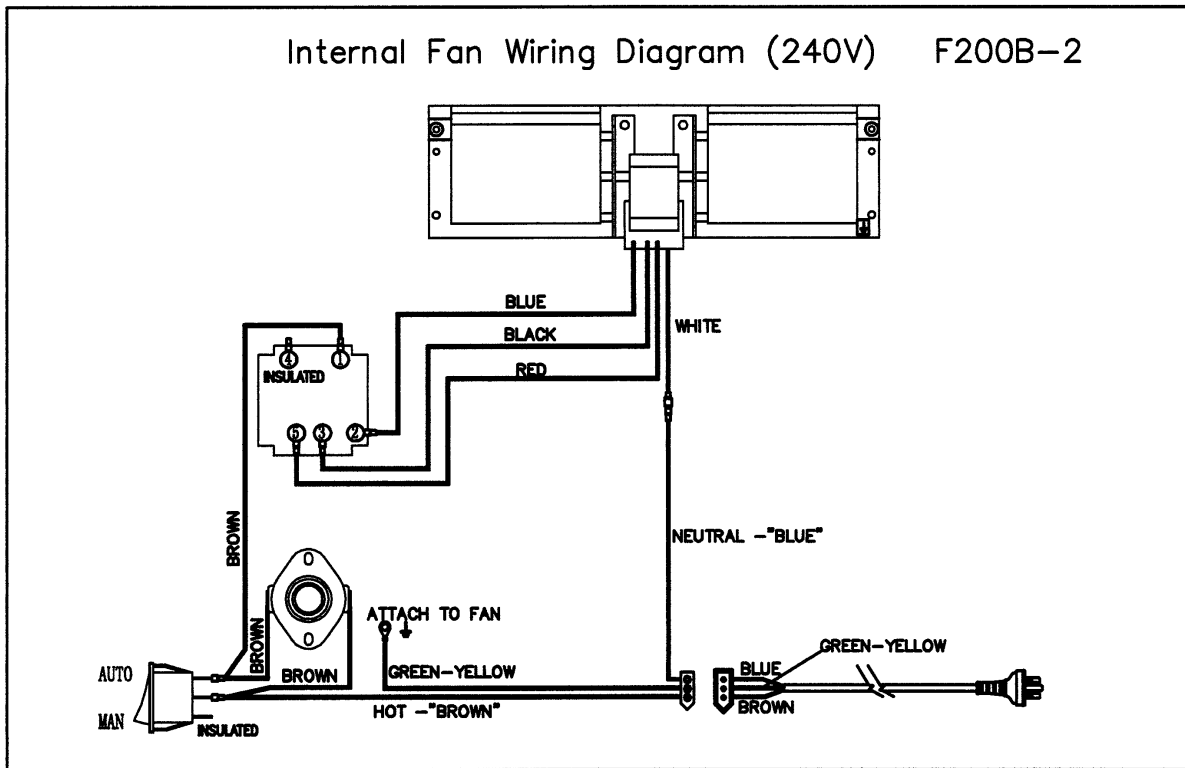 Internal Fan Wiring Diagram (240V) F200B-2
BLUE
WHITE
BLACK
RED
4 1
INSULATED
5 3 2
BROWN
NEUTRAL -"BLUE"
ATTACH TO FAN
GREEN-YELLOW
BROWN
AUTO
BROWN
GREEN-YELLOW
BLUE
HOT -"BROWN"
BROWN
MAN
INSULATED